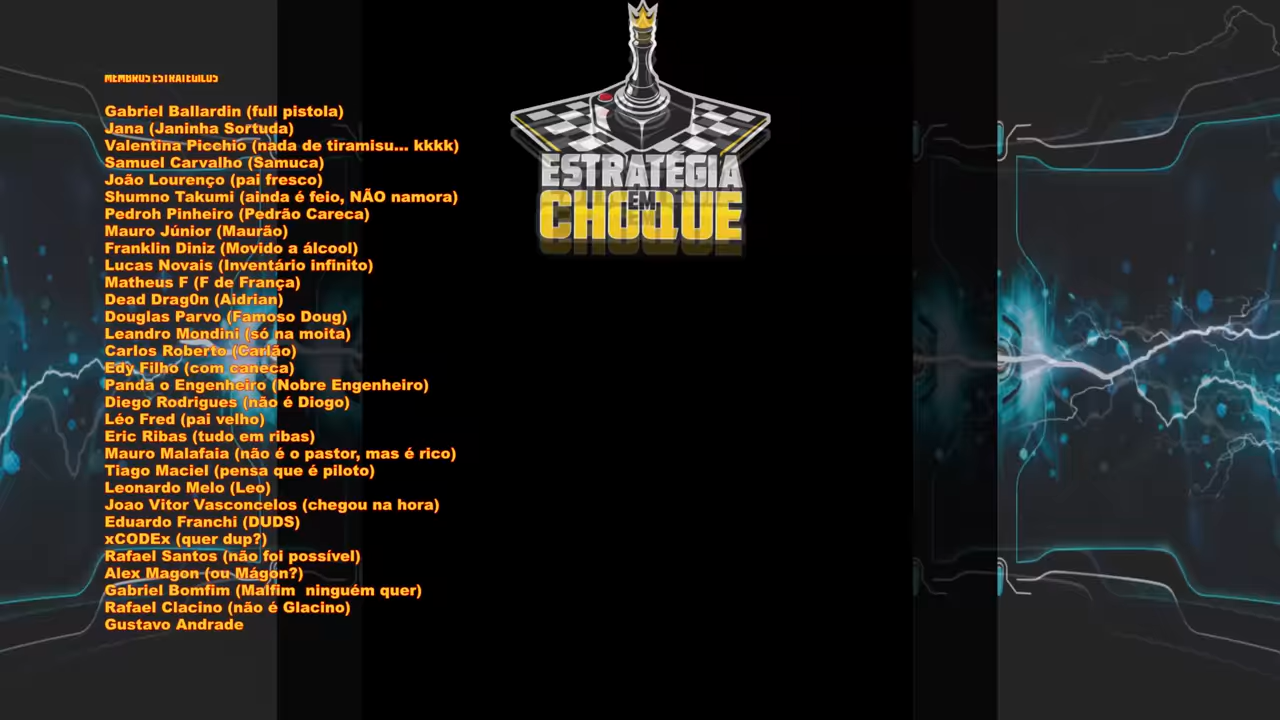 MEMBROS ESTRATÉGICOS
Gabriel Ballardin (full pistola)
Jana (Janinha Sortuda)
Valentina Picchio (nada de tiramisu... kkkk)
Samuel Carvalho (Samuca)
João Lourenço (pai fresco)
Shumno Takumi (ainda é feio, NÃO namora)
Pedroh Pinheiro (Pedrão Careca)
Mauro Júnior (Maurão)
Franklin Diniz (Movido a álcool)
Lucas Novais (Inventário infinito)
Matheus F (F de França)
Dead Drag0n (Aidrian)
Douglas Parvo (Famoso Doug)
Leandro Mondini (só na moita)
Carlos Roberto (Carlão)
Edy Filho (com caneca)
Panda o Engenheiro (Nobre Engenheiro)
Diego Rodrigues (não é Diogo)
Léo Fred (pai velho)
Eric Ribas (tudo em ribas)
Mauro Malafaia (não é o pastor, mas é rico)
Tiago Maciel (pensa que é piloto)
Leonardo Melo (Leo)
Joao Vitor Vasconcelos (chegou na hora)
Eduardo Franchi (DUDS)
xCODEx (quer dup?)
Rafael Santos (não foi possível)
Alex Magon (ou Mágon?)
Gabriel Bomfim (Malfim  ninguém quer)
Rafael Clacino (não é Glacino)
Gustavo Andrade
ESTRATÉGIA
EM
CHOQUE